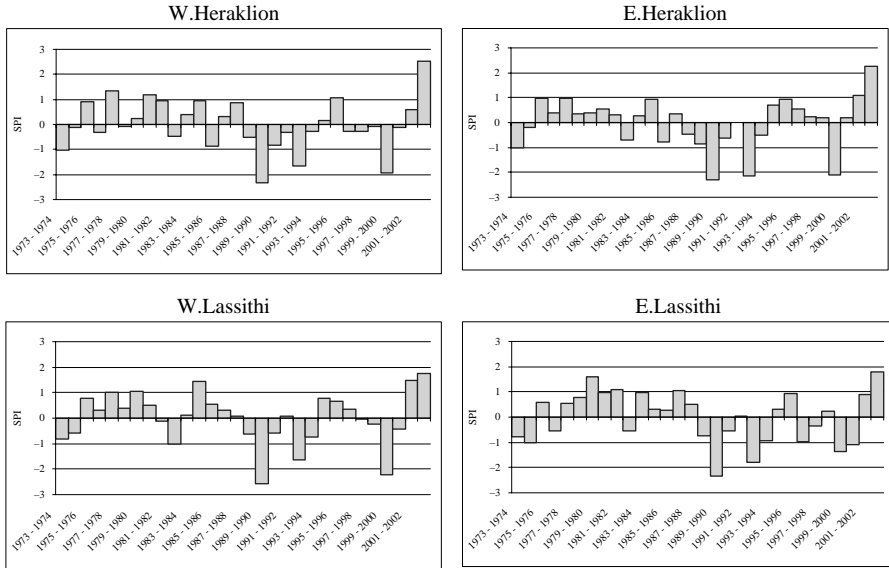 W.Heraklion
3
2
1
0
−1
−2
−3
SPI
1973 - 1974
1975 - 1976
1977 - 1978
1979 - 1980
1981 - 1982
1983 - 1984
1985 - 1986
1987 - 1988
1989 - 1990
1991 - 1992
1993 - 1994
1995 - 1996
1997 - 1998
1999 - 2000
2001 - 2002
E.Heraklion
3
2
1
0
−1
−2
−3
SPI
1973 - 1974
1975 - 1976
1977 - 1978
1979 - 1980
1981 - 1982
1983 - 1984
1985 - 1986
1987 - 1988
1989 - 1990
1991 - 1992
1993 - 1994
1995 - 1996
1997 - 1998
1999 - 2000
2001 - 2002
W.Lassithi
3
2
1
0
−1
−2
−3
SPI
1973 - 1974
1975 - 1976
1977 - 1978
1979 - 1980
1981 - 1982
1983 - 1984
1985 - 1986
1987 - 1988
1989 - 1990
1991 - 1992
1993 - 1994
1995 - 1996
1997 - 1998
1999 - 2000
2001 - 2002
E.Lassithi
3
2
1
0
−1
−2
−3
SPI
1973 - 1974
1975 - 1976
1977 - 1978
1979 - 1980
1981 - 1982
1983 - 1984
1985 - 1986
1987 - 1988
1989 - 1990
1991 - 1992
1993 - 1994
1995 - 1996
1997 - 1998
1999 - 2000
2001 - 2002